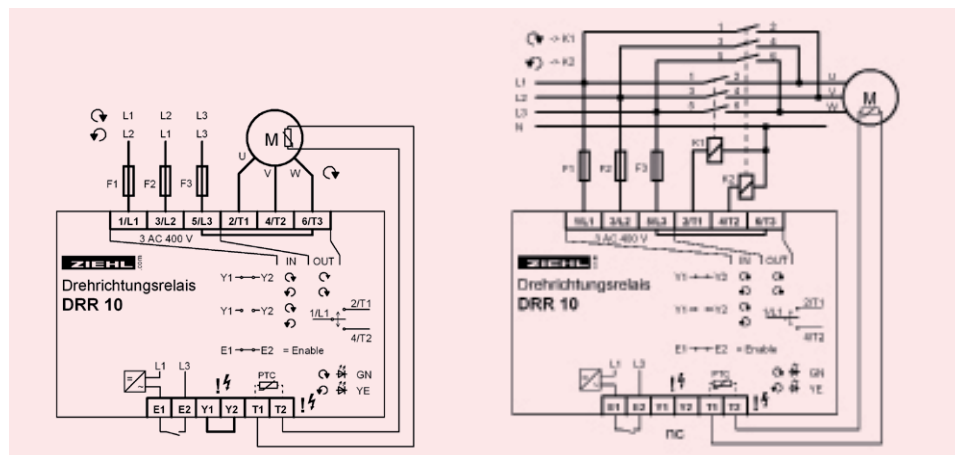 L1 L2 L3
L2 L1 L3
M
U
V
W
F1
F2
F3
1/L1 3/L2 5/L3 2/T1 4/T2 6/T3
3 AC 400 V
ZIEHL .com
IN OUT
Drehrichtungsrelais
DRR 10
Y1 Y2
Y1 Y2
2/T1
1/L1
4/T2
E1 E2 = Enable
L1 L3
PTC
GN
YE
E1 E2 Y1 Y2 T1 T2
-> K1
-> K2
1 2
3 4
5 6
L1
L2
L3
N
1 2
3 4
5 6
U
V
W
M
K1
K2
F1
F2
F3
1/L1 3/L2 5/L3 2/T1 4/T2 6/T3
3 AC 400 V
ZIEHL
IN OUT
Drehrichtungsrelais
DRR 10
Y1 Y2
Y1 Y2
2/T1
1/L1
4/T2
E1 E2 = Enable
L1 L3
PTC
GN
YE
E1 E2 Y1 Y2 T1 T2
nc